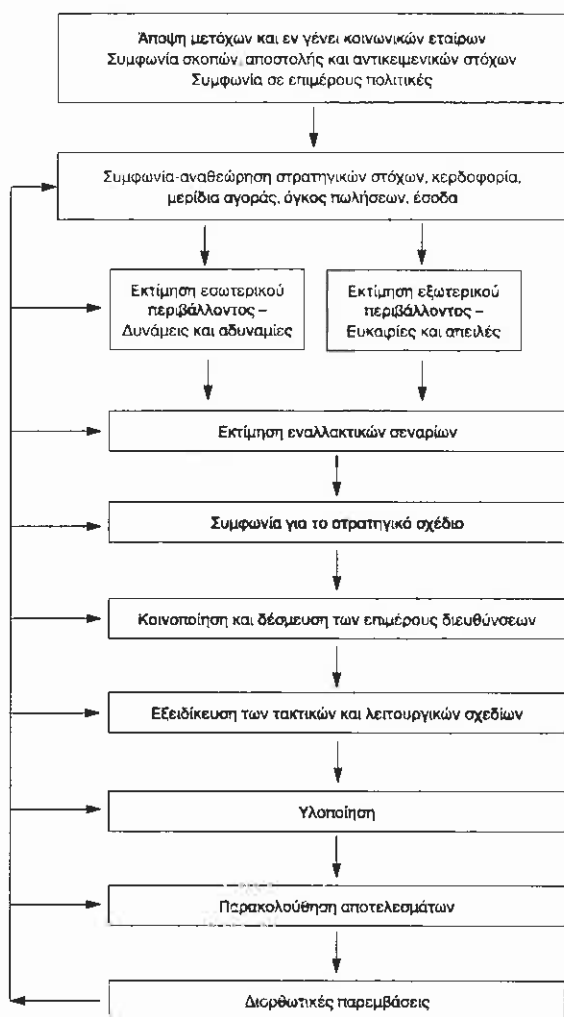 Άποψη μετόχων και εν γένει κοινωνικών εταίρων
Συμφωνία σκοπών, αποστολής και αντικειμενικών στόχων
Συμφωνία σε επιμέρους πολιτικές
Συμφωνία-αναθεώρηση στρατηγικών στόχων, κερδοφορία,
μερίδια αγοράς, όγκος πωλήσεων, έσοδα
Εκτίμηση εσωτερικού
περιβάλλοντος –
Δυνάμεις και αδυναμίες
Εκτίμηση εξωτερικού
περιβάλλοντος –
Ευκαιρίες και απειλές
Εκτίμηση εναλλακτικών σεναρίων
Συμφωνία για το στρατηγικό σχέδιο
Κοινοποίηση και δέσμευση των επιμέρους διευθύνσεων
Εξειδίκευση των τακτικών και λειτουργικών σχεδίων
Υλοποίηση
Παρακολούθηση αποτελεσμάτων
Διορθωτικές παρεμβάσεις